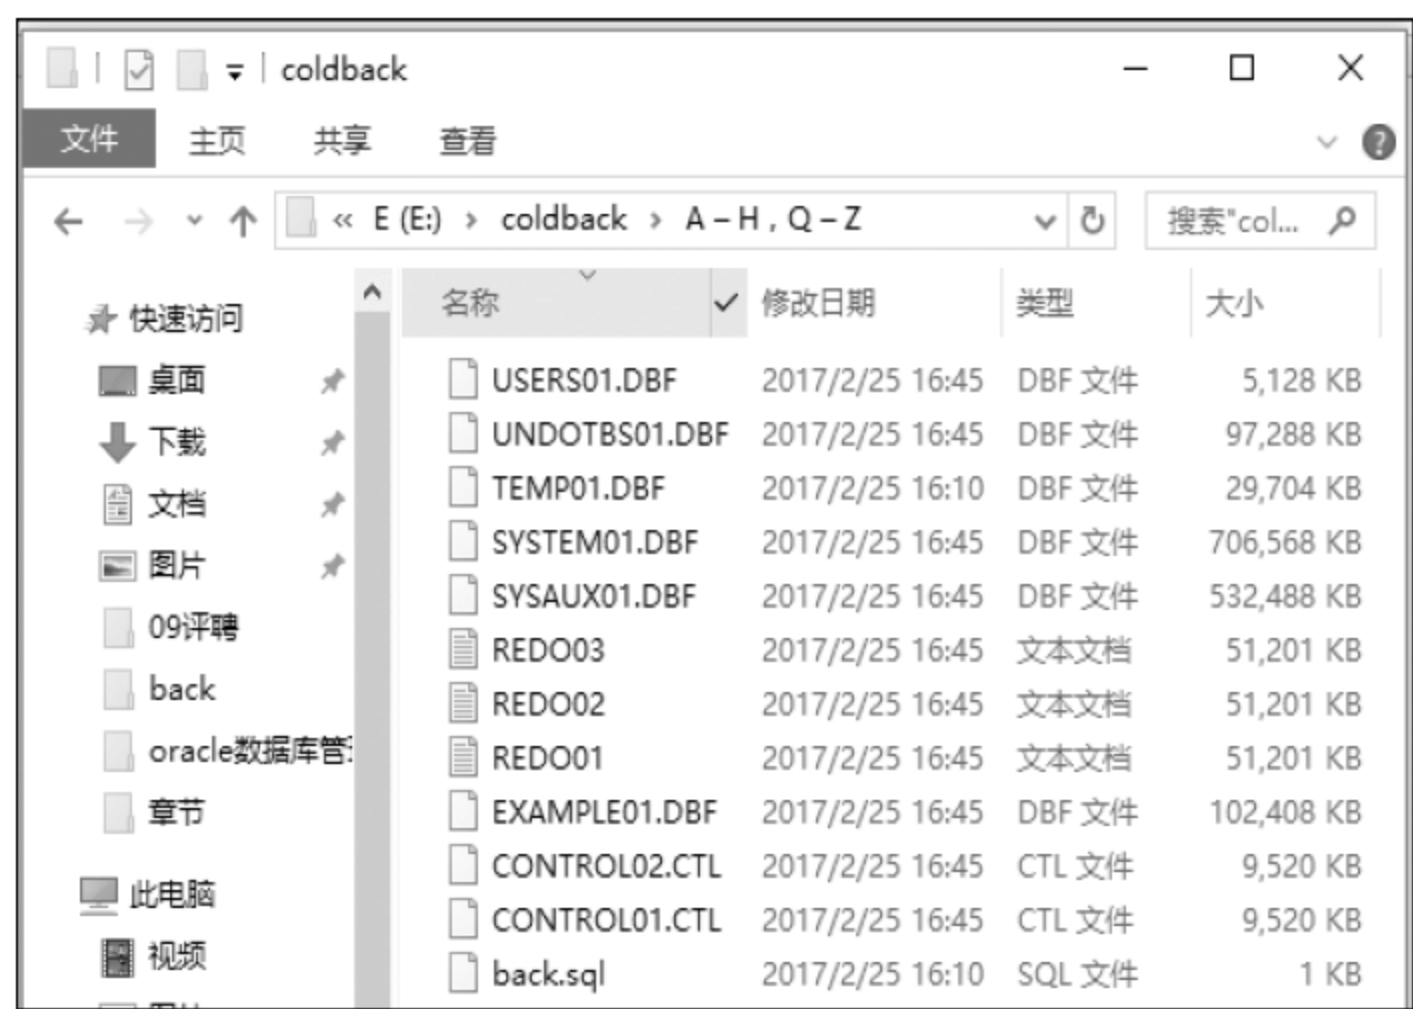 coldback
文件 主页 共享 查看
« E (E:) › coldback › A – H , Q – Z 搜索"col...
名称 修改日期 类型 大小
快速访问
桌面
下载
文档
图片
09评聘
back
oracle数据库管
章节
此电脑
视频
USERS01.DBF 2017/2/25 16:45 DBF 文件 5,128 KB
UNDOTBS01.DBF 2017/2/25 16:45 DBF 文件 97,288 KB
TEMP01.DBF 2017/2/25 16:10 DBF 文件 29,704 KB
SYSTEM01.DBF 2017/2/25 16:45 DBF 文件 706,568 KB
SYSAUX01.DBF 2017/2/25 16:45 DBF 文件 532,488 KB
REDO03 2017/2/25 16:45 文本文档 51,201 KB
REDO02 2017/2/25 16:45 文本文档 51,201 KB
REDO01 2017/2/25 16:45 文本文档 51,201 KB
EXAMPLE01.DBF 2017/2/25 16:45 DBF 文件 102,408 KB
CONTROL02.CTL 2017/2/25 16:45 CTL 文件 9,520 KB
CONTROL01.CTL 2017/2/25 16:45 CTL 文件 9,520 KB
back.sql 2017/2/25 16:10 SQL 文件 1 KB